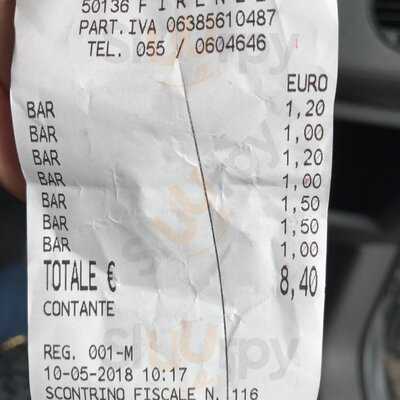 50136 FIRENZE
PART.IVA 06385610487
TEL. 055 / 0604646
EURO
BAR 1,20
BAR 1,00
BAR 1,20
BAR 1,00
BAR 1,50
BAR 1,50
BAR 1,00
TOTALE € 8,40
CONTANTE
REG. 001-M
10-05-2018 10:17
SCONTRINO FISCALE N. 116